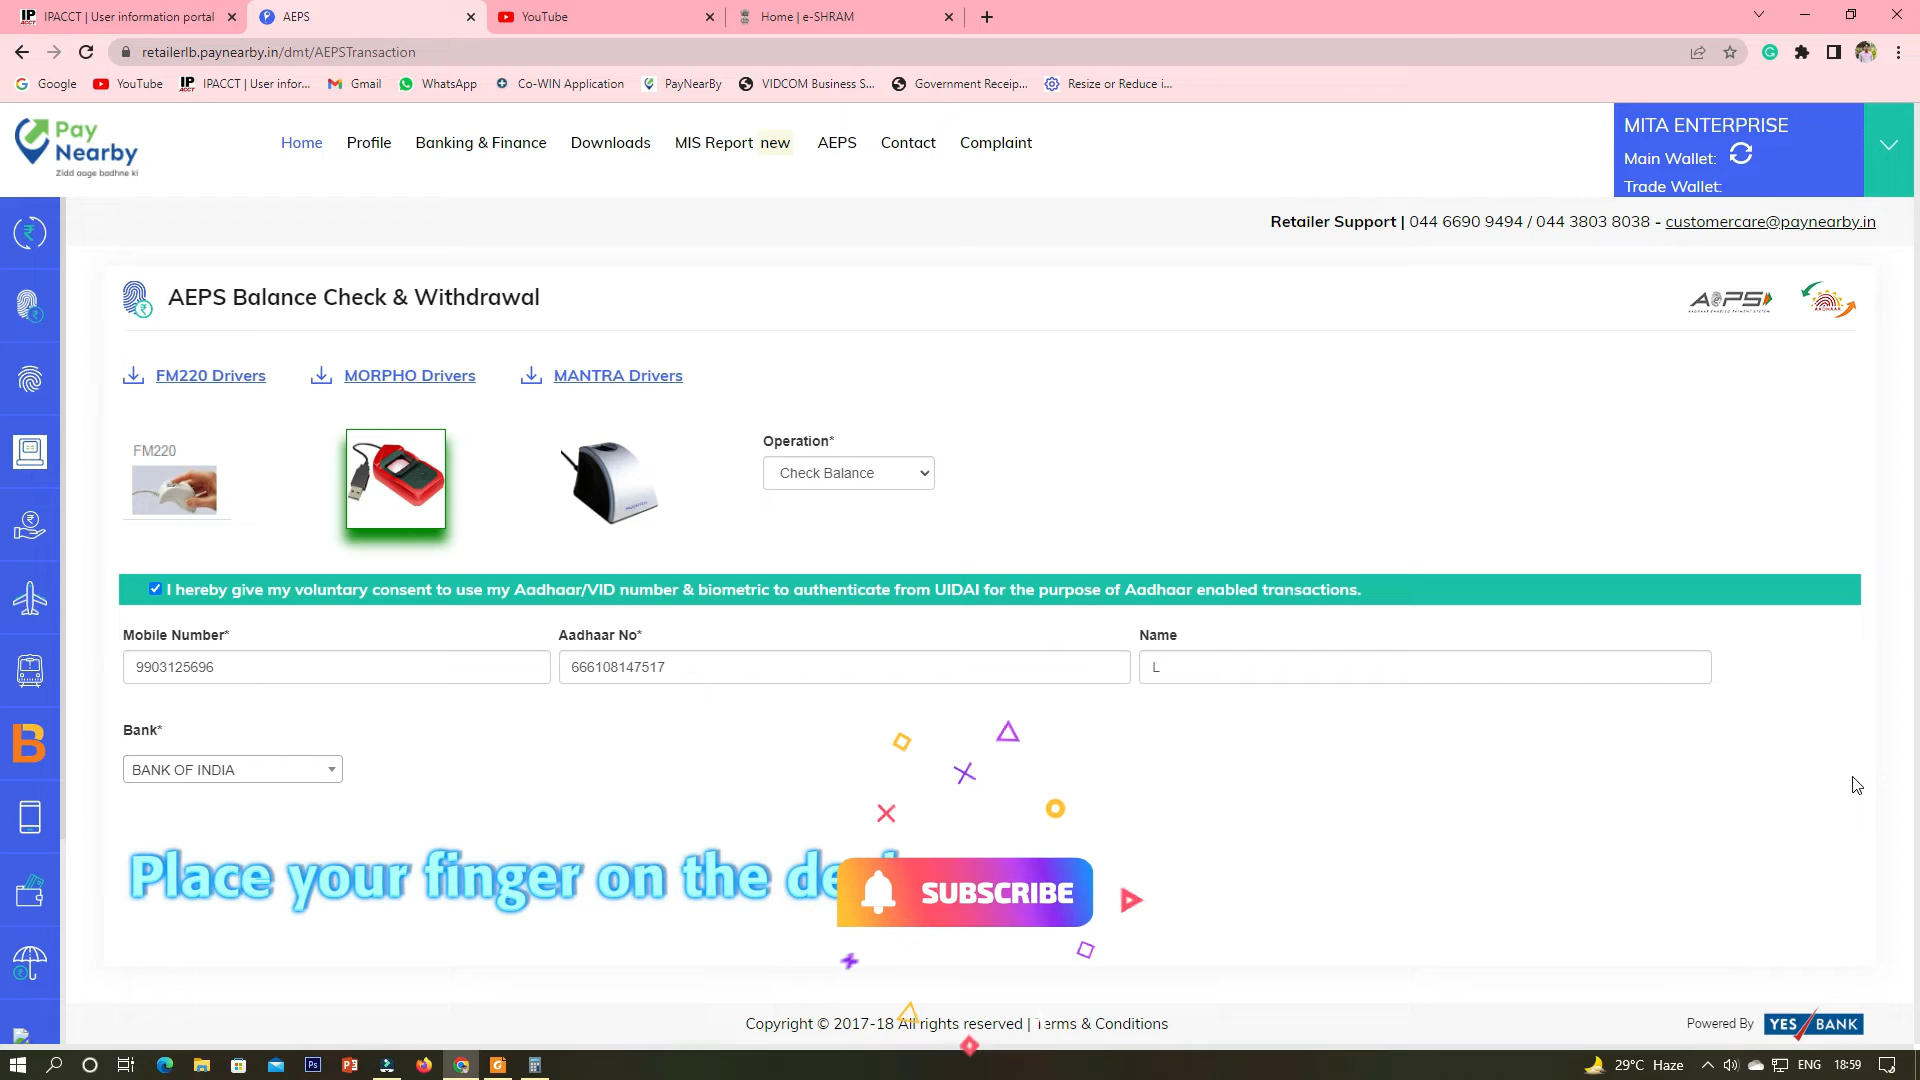 IPACCT | User information portal
AEPS
YouTube
Home | e-SHRAM
retailerlb.paynearby.in/dmt/AEPSTransaction
Google
YouTube
IPACCT | User infor...
Gmail
WhatsApp
Co-WIN Application
PayNearBy
VIDCOM Business S...
Government Receip...
Resize or Reduce i...
Pay
Nearby
Zidd aage badhne ki
Home
Profile
Banking & Finance
Downloads
MIS Report new
AEPS
Contact
Complaint
MITA ENTERPRISE
Main Wallet:
Trade Wallet:
Retailer Support | 044 6690 9494 / 044 3803 8038 - customercare@paynearby.in
AEPS Balance Check & Withdrawal
AePS
AADHAAR
FM220 Drivers
MORPHO Drivers
MANTRA Drivers
FM220
Operation*
Check Balance
I hereby give my voluntary consent to use my Aadhaar/VID number & biometric to authenticate from UIDAI for the purpose of Aadhaar enabled transactions.
Mobile Number*
Aadhaar No*
Name
9903125696
666108147517
L
Bank*
BANK OF INDIA
Place your finger on the de
SUBSCRIBE
Copyright © 2017-18 All rights reserved | Terms & Conditions
Powered By YES BANK
29°C Haze
ENG
18:59